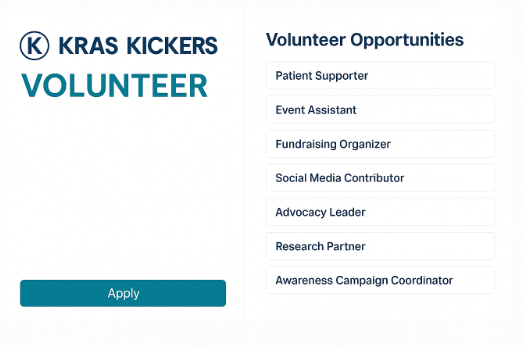 K KRAS KICKERS
VOLUNTEER
Apply
Volunteer Opportunities
Patient Supporter
Event Assistant
Fundraising Organizer
Social Media Contributor
Advocacy Leader
Research Partner
Awareness Campaign Coordinator